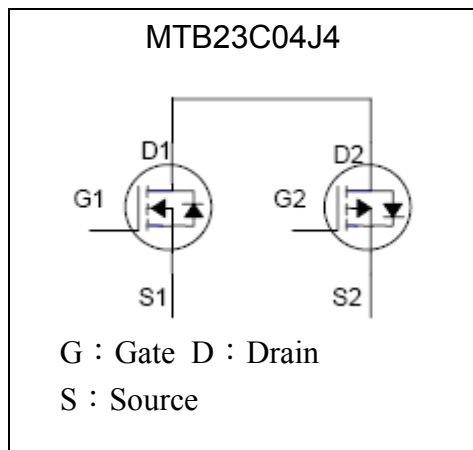 MTB23C04J4
D1 D2
G1 G2
S1 S2
G：Gate D：Drain
S：Source